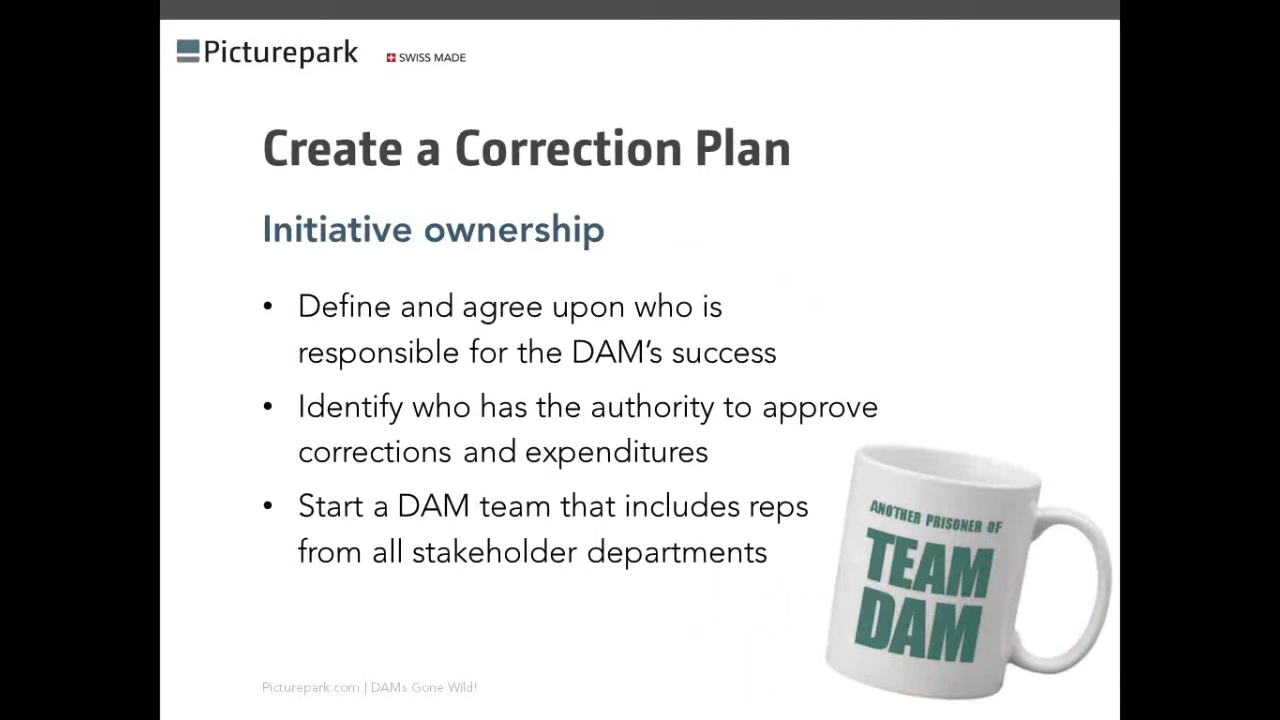 Picturepark
SWISS MADE
Create a Correction Plan
Initiative ownership
• Define and agree upon who is
responsible for the DAM's success
• Identify who has the authority to approve
corrections and expenditures
• Start a DAM team that includes reps
from all stakeholder departments
ANOTHER PRISONER OF
TEAM
DAM
Picturepark.com | DAMs Gone Wild!